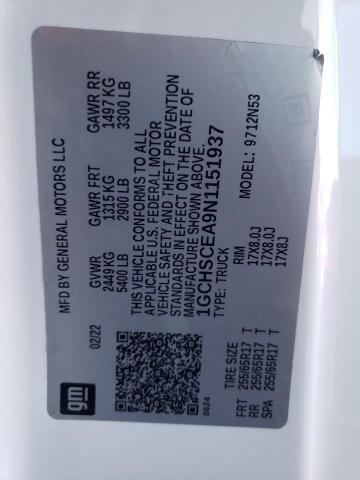 gm
MFD BY GENERAL MOTORS LLC
02/22
GVWR GAWR FRT GAWR RR
2449 KG 1315 KG 1497 KG
5400 LB 2900 LB 3300 LB
THIS VEHICLE CONFORMS TO ALL
APPLICABLE U.S. FEDERAL MOTOR
VEHICLE SAFETY AND THEFT PREVENTION
STANDARDS IN EFFECT ON THE DATE OF
MANUFACTURE SHOWN ABOVE.
1GCHSCEA9N1151937
TYPE: TRUCK MODEL: 9712N53
0624
TIRE SIZE RIM
FRT 255/65R17 T 17X8.0J
RR 255/65R17 T 17X8.0J
SPA 255/65R17 T 17X8J